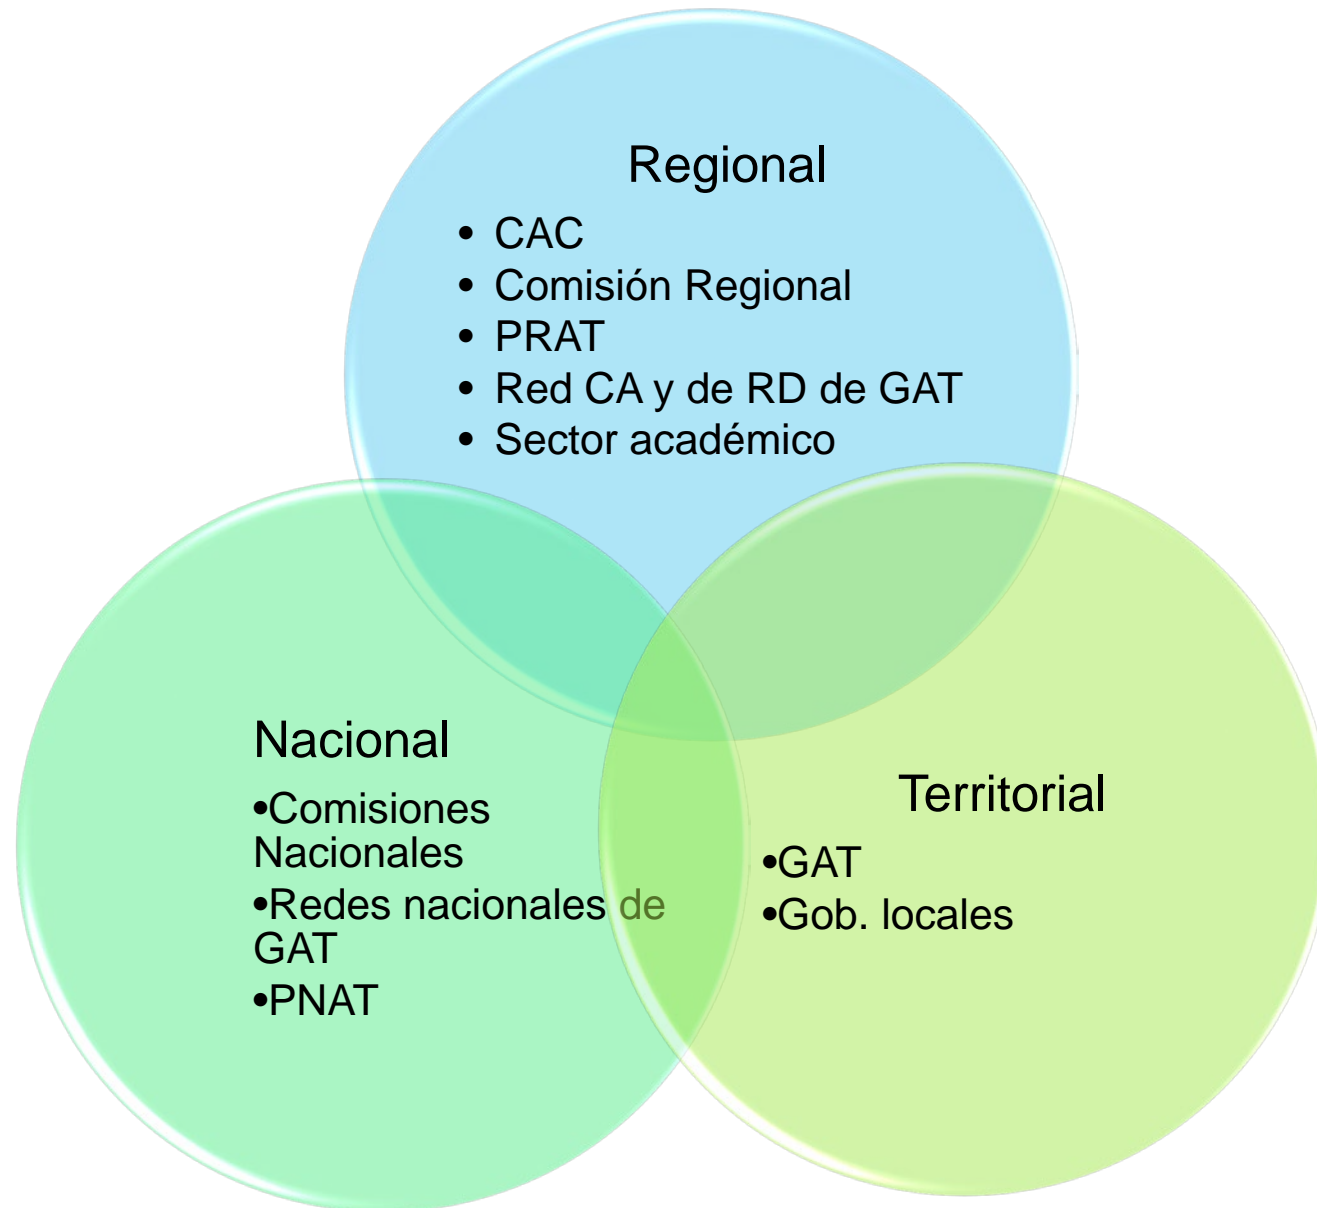 Regional
• CAC
• Comisión Regional
• PRAT
• Red CA y de RD de GAT
• Sector académico
Nacional
•Comisiones
Nacionales
•Redes nacionales de
GAT
•PNAT
Territorial
•GAT
•Gob. locales